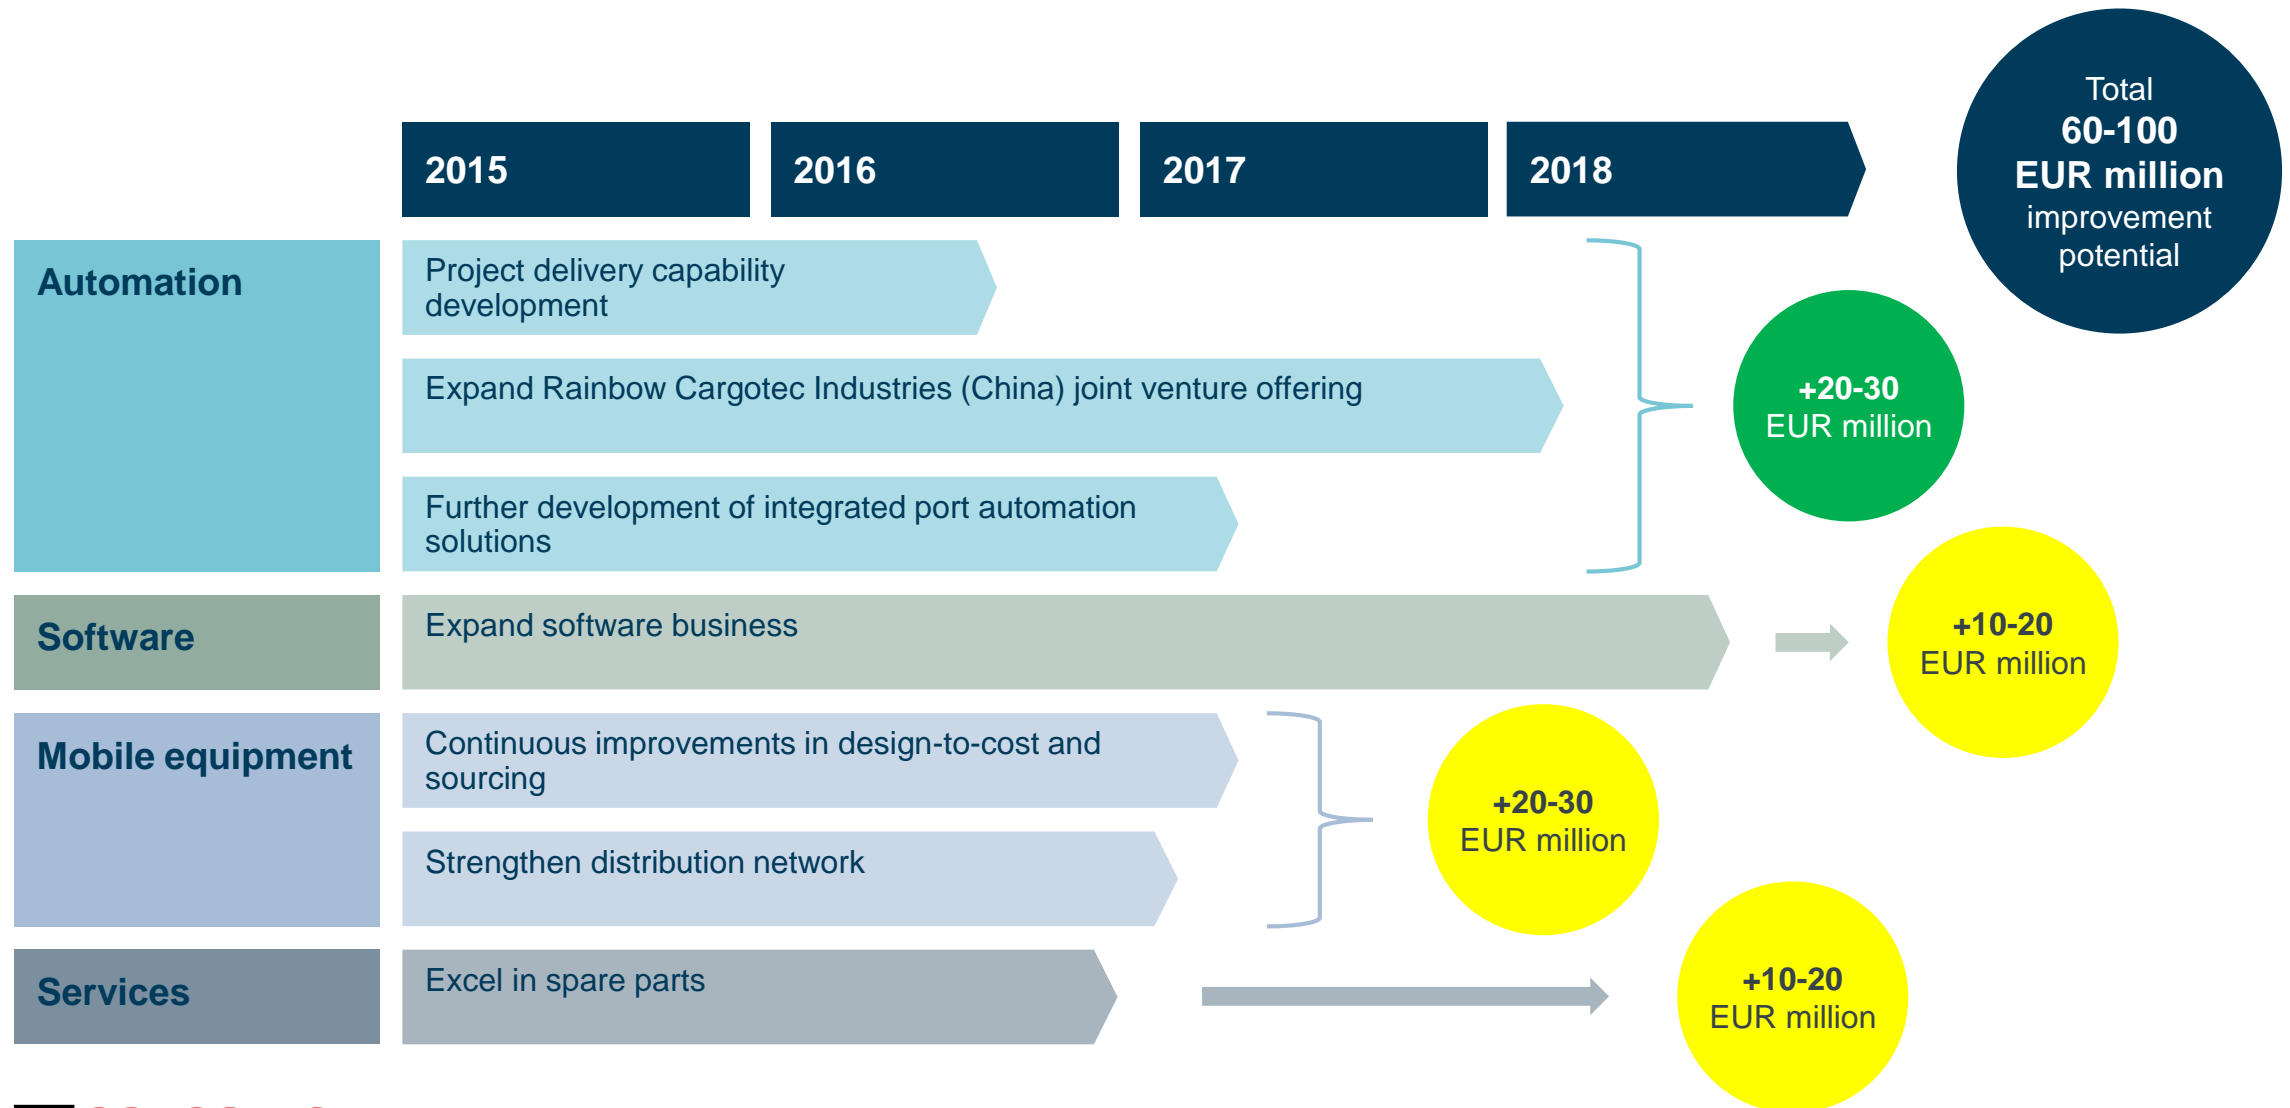 Total
60-100
EUR million
improvement
potential
2015
2016
2017
2018
Automation
Project delivery capability
development
Expand Rainbow Cargotec Industries (China) joint venture offering
Further development of integrated port automation
solutions
+20-30
EUR million
Software
Expand software business
+10-20
EUR million
Mobile equipment
Continuous improvements in design-to-cost and
sourcing
Strengthen distribution network
+20-30
EUR million
Services
Excel in spare parts
+10-20
EUR million